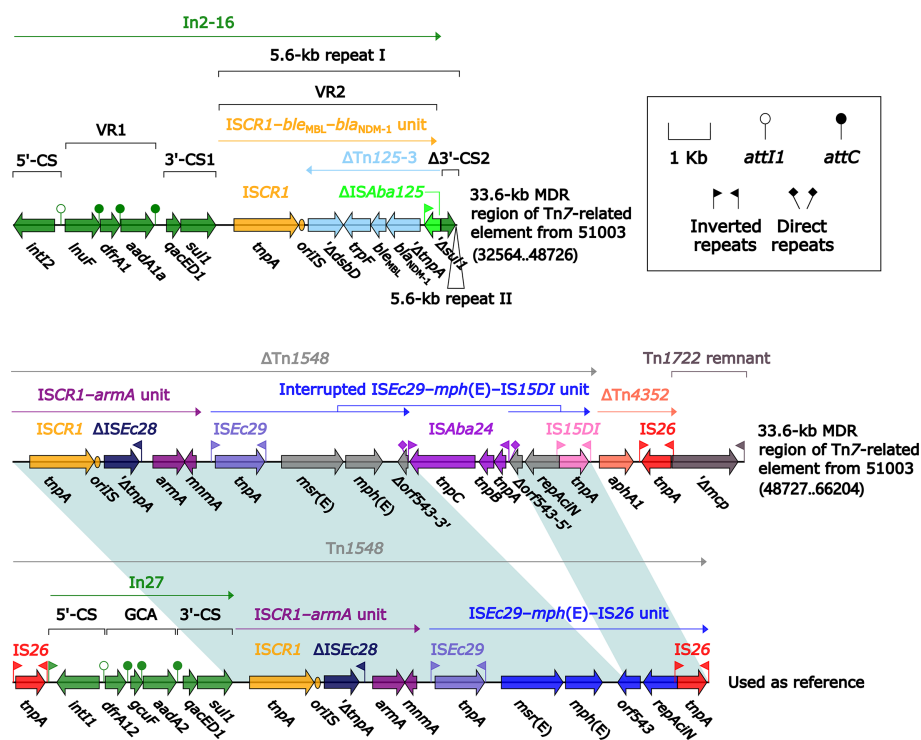 In2-16
5.6-kb repeat I
VR2
ISCR1–bleMBL–blaNDM-1 unit
VR1
5'-CS
3'-CS1
ΔTn125-3
Δ3'-CS2
ISCR1
ΔISAba125
33.6-kb MDR
region of Tn7-related
element from 51003
(32564..48726)
intI2
lnuF
dfrA1
aadA1a
qacED1
sul1
tnpA
oriIS
'ΔdsbD
trpF
bleMBL
blaNDM-1
'ΔtnpA
'Δsul1
5.6-kb repeat II
1 Kb
attI1
attC
Inverted
repeats
Direct
repeats
ΔTn1548
Tn1722 remnant
ISCR1–armA unit
Interrupted ISEc29–mph(E)–IS15DI unit
ΔTn4352
ISCR1
ΔISEc28
ISEc29
ISAba24
IS15DI
IS26
33.6-kb MDR
region of Tn7-related
element from 51003
(48727..66204)
tnpA
oriIS
'ΔtnpA
armA
rmnmA
tnpA
msr(E)
mph(E)
Δorf543-3'
tnpC
tnpB
tnpA
Δorf543-5'
repAciN
tnpA
aphA1
tnpA
'Δmcp
Tn1548
In27
5'-CS
GCA
3'-CS
ISCR1–armA unit
ISEc29–mph(E)–IS26 unit
IS26
ISCR1
ΔISEc28
ISEc29
IS26
Used as reference
tnpA
intI1
dfrA12
gcuF
aadA2
qacED1
sul1
tnpA
oriIS
'ΔtnpA
armA
rmnmA
tnpA
msr(E)
mph(E)
orf543
repAciN
tnpA